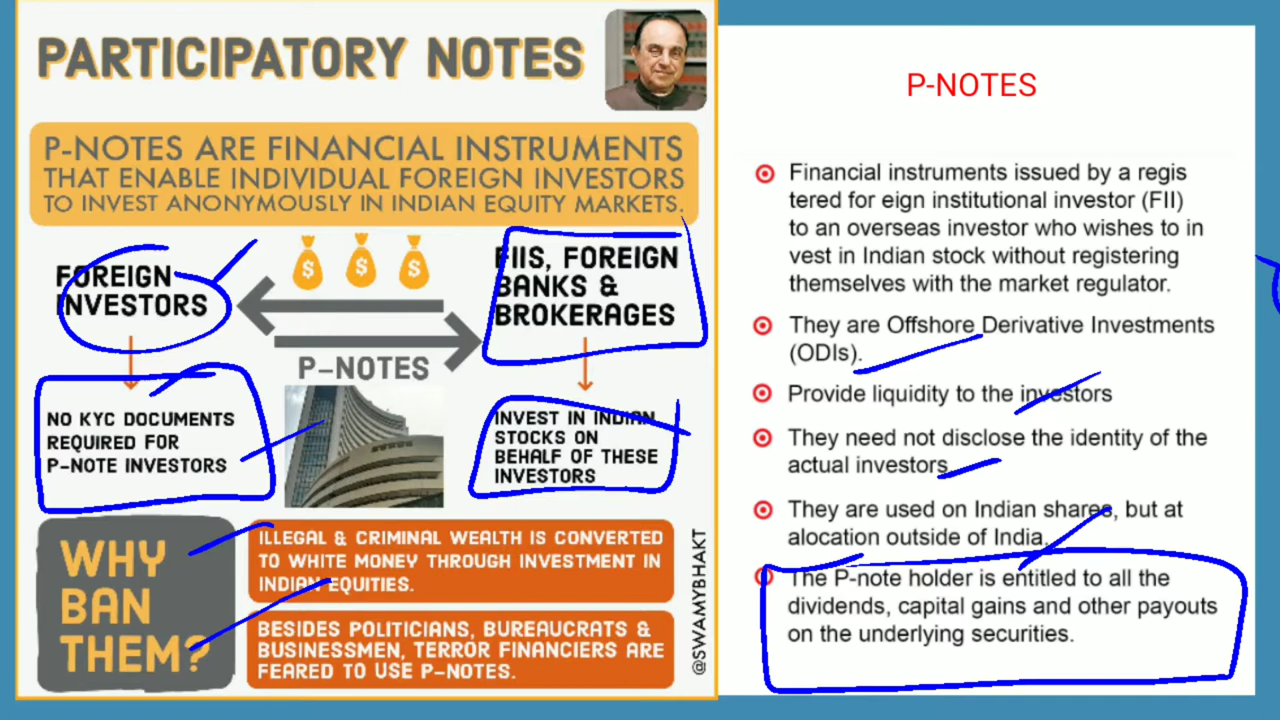 PARTICIPATORY NOTES
P-NOTES ARE FINANCIAL INSTRUMENTS
THAT ENABLE INDIVIDUAL FOREIGN INVESTORS
TO INVEST ANONYMOUSLY IN INDIAN EQUITY MARKETS.
FOREIGN
INVESTORS
$ $ $
P-NOTES
FIIS, FOREIGN
BANKS &
BROKERAGES
NO KYC DOCUMENTS
REQUIRED FOR
P-NOTE INVESTORS
INVEST IN INDIAN
STOCKS ON
BEHALF OF THESE
INVESTORS
WHY
BAN
THEM?
ILLEGAL & CRIMINAL WEALTH IS CONVERTED
TO WHITE MONEY THROUGH INVESTMENT IN
INDIAN EQUITIES.
BESIDES POLITICIANS, BUREAUCRATS &
BUSINESSMEN, TERROR FINANCIERS ARE
FEARED TO USE P-NOTES.
@SWAMYBHAKT
P-NOTES
Financial instruments issued by a regis
tered for eign institutional investor (FII)
to an overseas investor who wishes to in
vest in Indian stock without registering
themselves with the market regulator.
They are Offshore Derivative Investments
(ODIs).
Provide liquidity to the investors
They need not disclose the identity of the
actual investors
They are used on Indian shares, but at
alocation outside of India.
The P-note holder is entitled to all the
dividends, capital gains and other payouts
on the underlying securities.